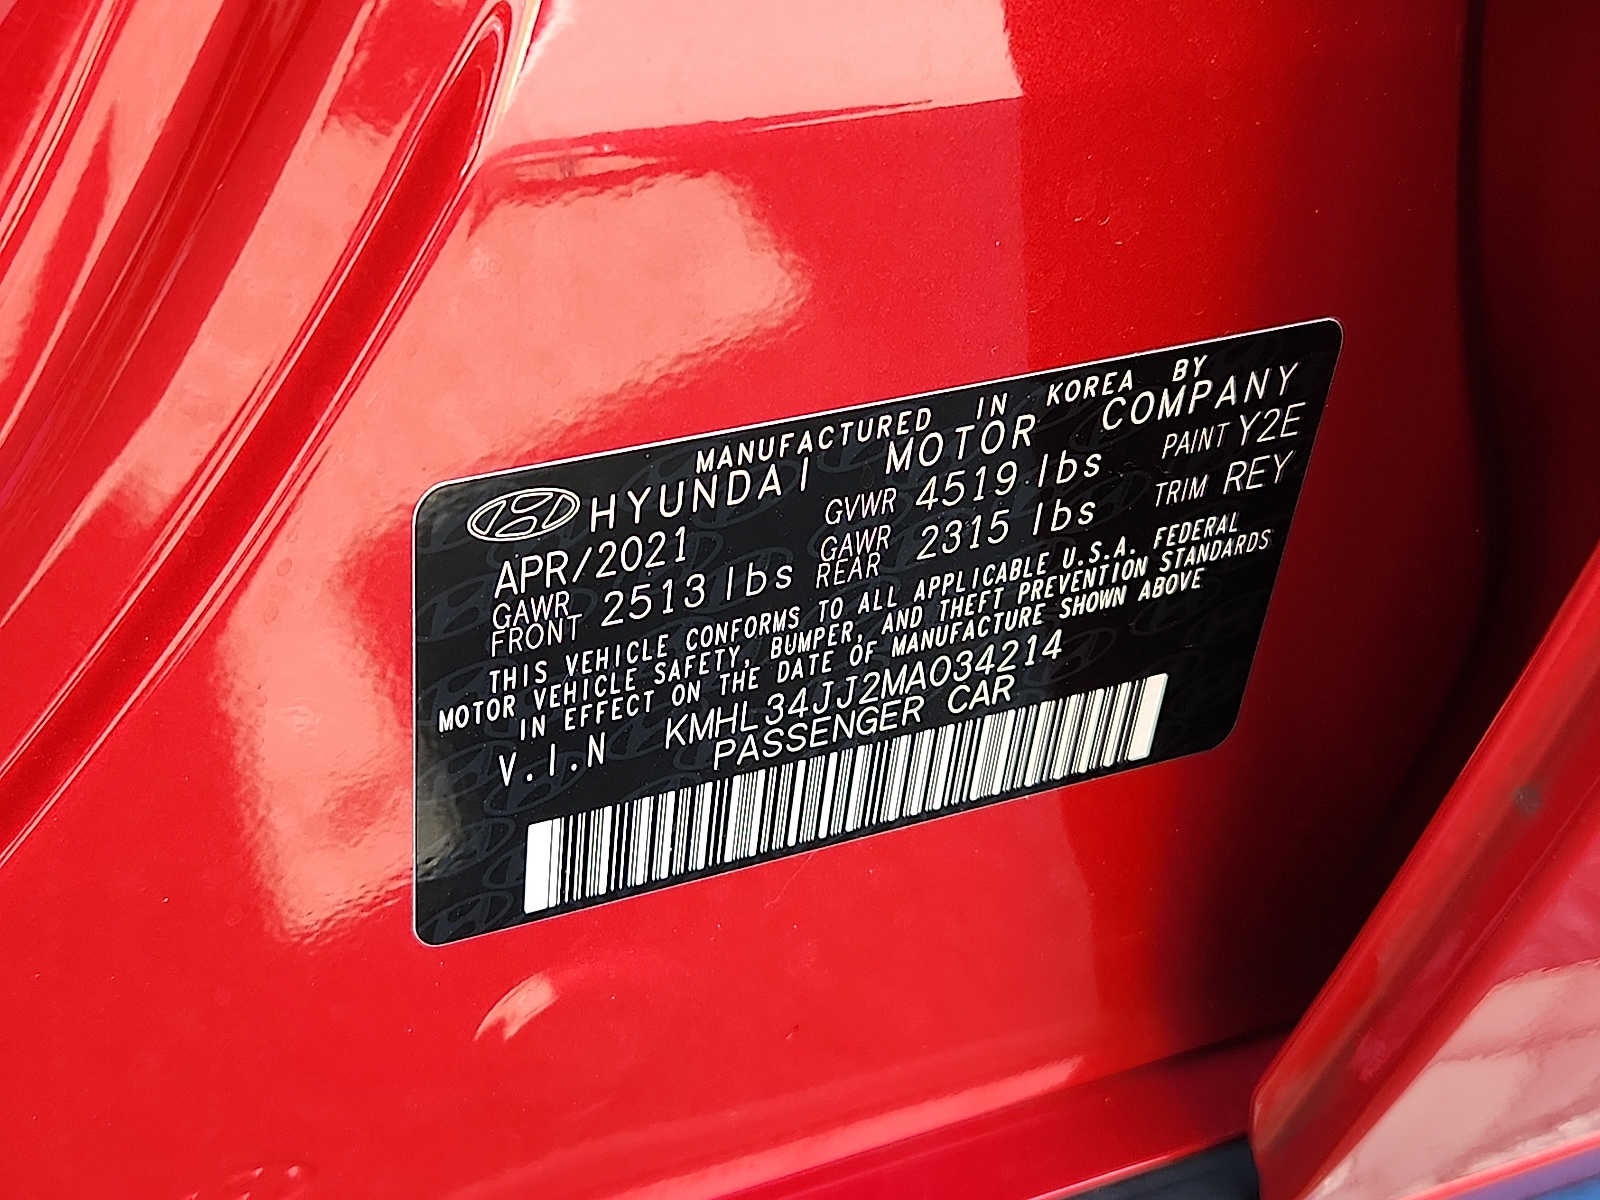 MANUFACTURED IN KOREA BY
HYUNDAI MOTOR COMPANY
APR/2021 GVWR 4519 lbs PAINT Y2E
GAWR FRONT 2513 lbs GAWR REAR 2315 lbs TRIM REY
THIS VEHICLE CONFORMS TO ALL APPLICABLE U.S.A. FEDERAL
MOTOR VEHICLE SAFETY, BUMPER, AND THEFT PREVENTION STANDARDS
IN EFFECT ON THE DATE OF MANUFACTURE SHOWN ABOVE
V.I.N KMHL34JJ2MA034214
PASSENGER CAR